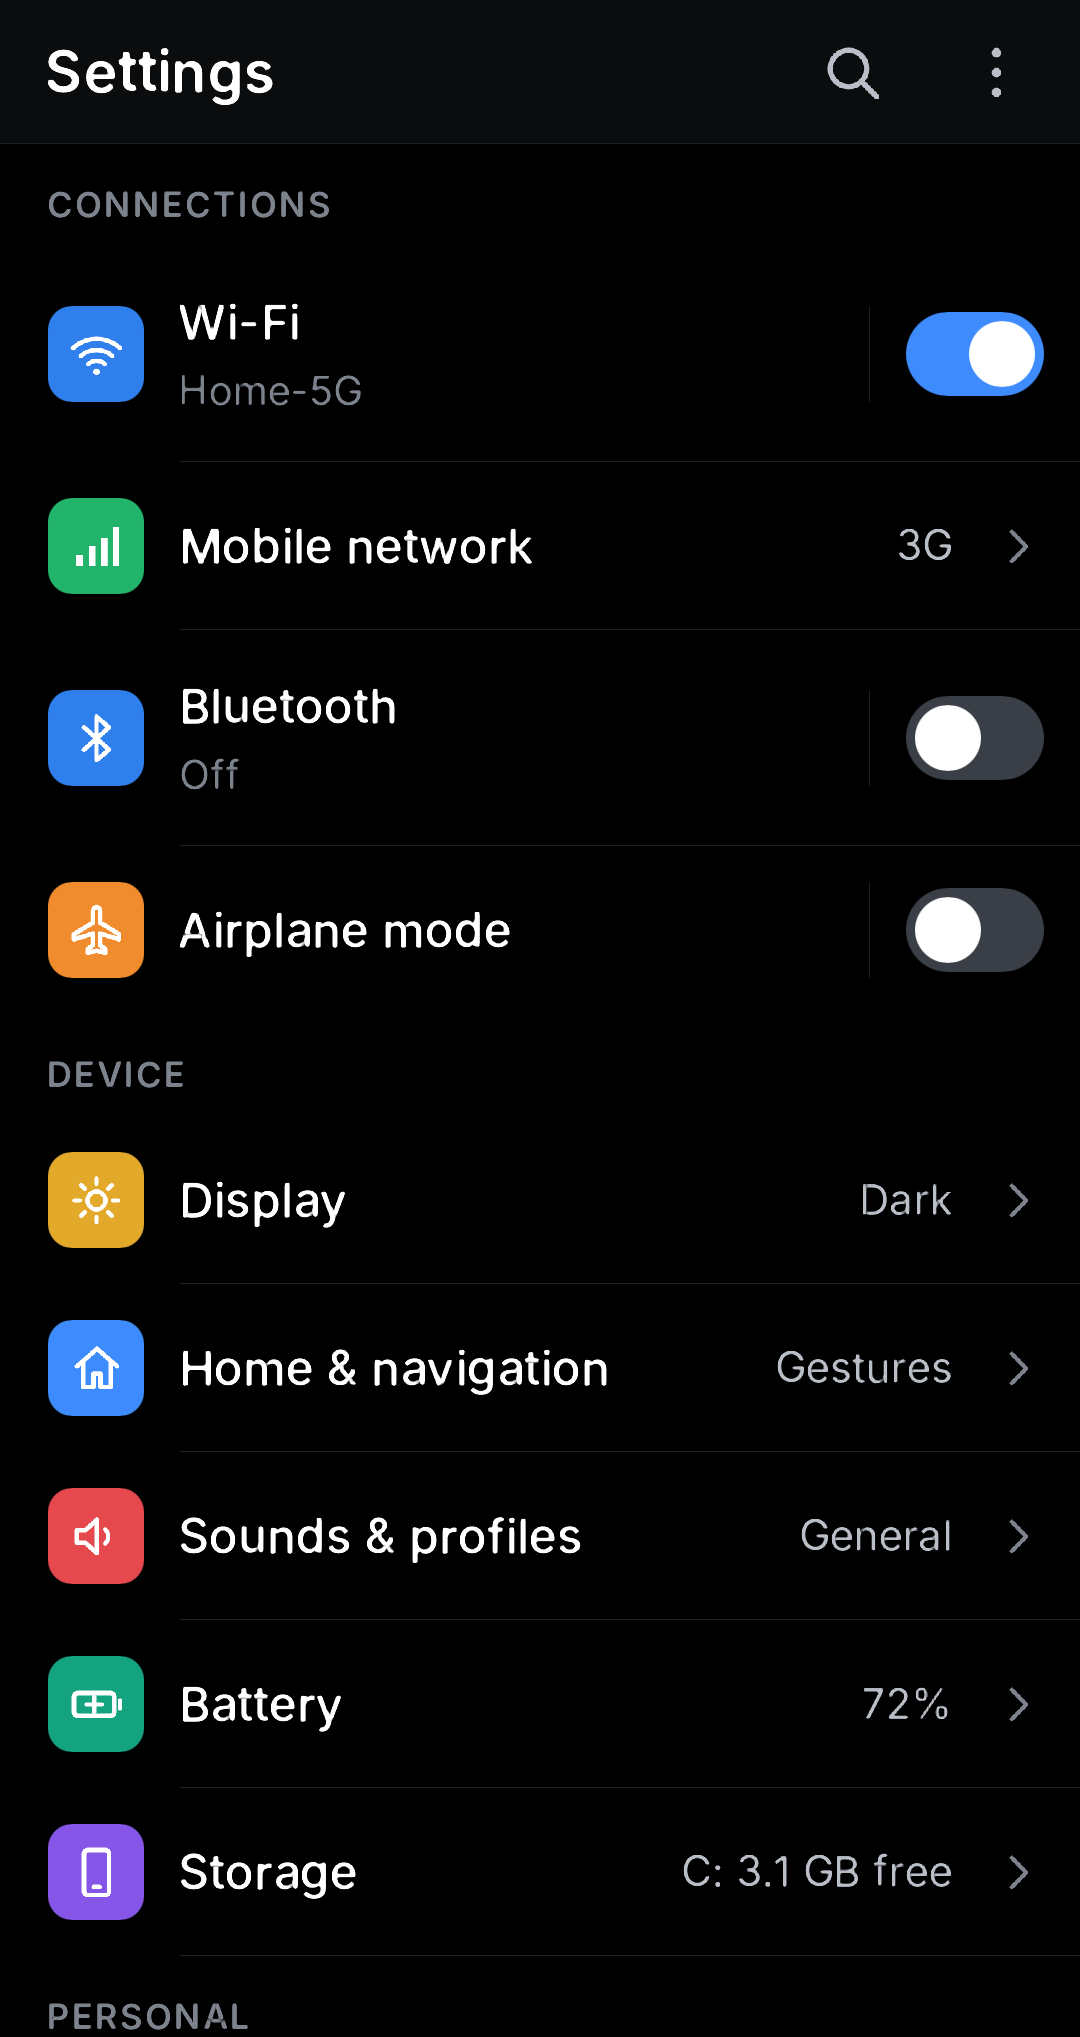 Settings
CONNECTIONS
Wi-Fi
Home-5G
Mobile network 3G
Bluetooth
Off
Airplane mode
DEVICE
Display Dark
Home & navigation Gestures
Sounds & profiles General
Battery 72%
Storage C: 3.1 GB free
PERSONAL